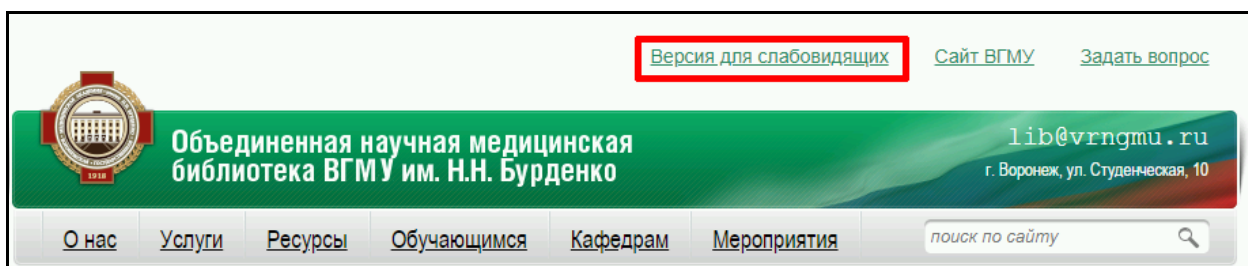 Версия для слабовидящих Сайт ВГМУ Задать вопрос
Объединенная научная медицинская
библиотека ВГМУ им. Н.Н. Бурденко
lib@vrngmu.ru
г. Воронеж, ул. Студенческая, 10
1918
О нас Услуги Ресурсы Обучающимся Кафедрам Мероприятия поиск по сайту